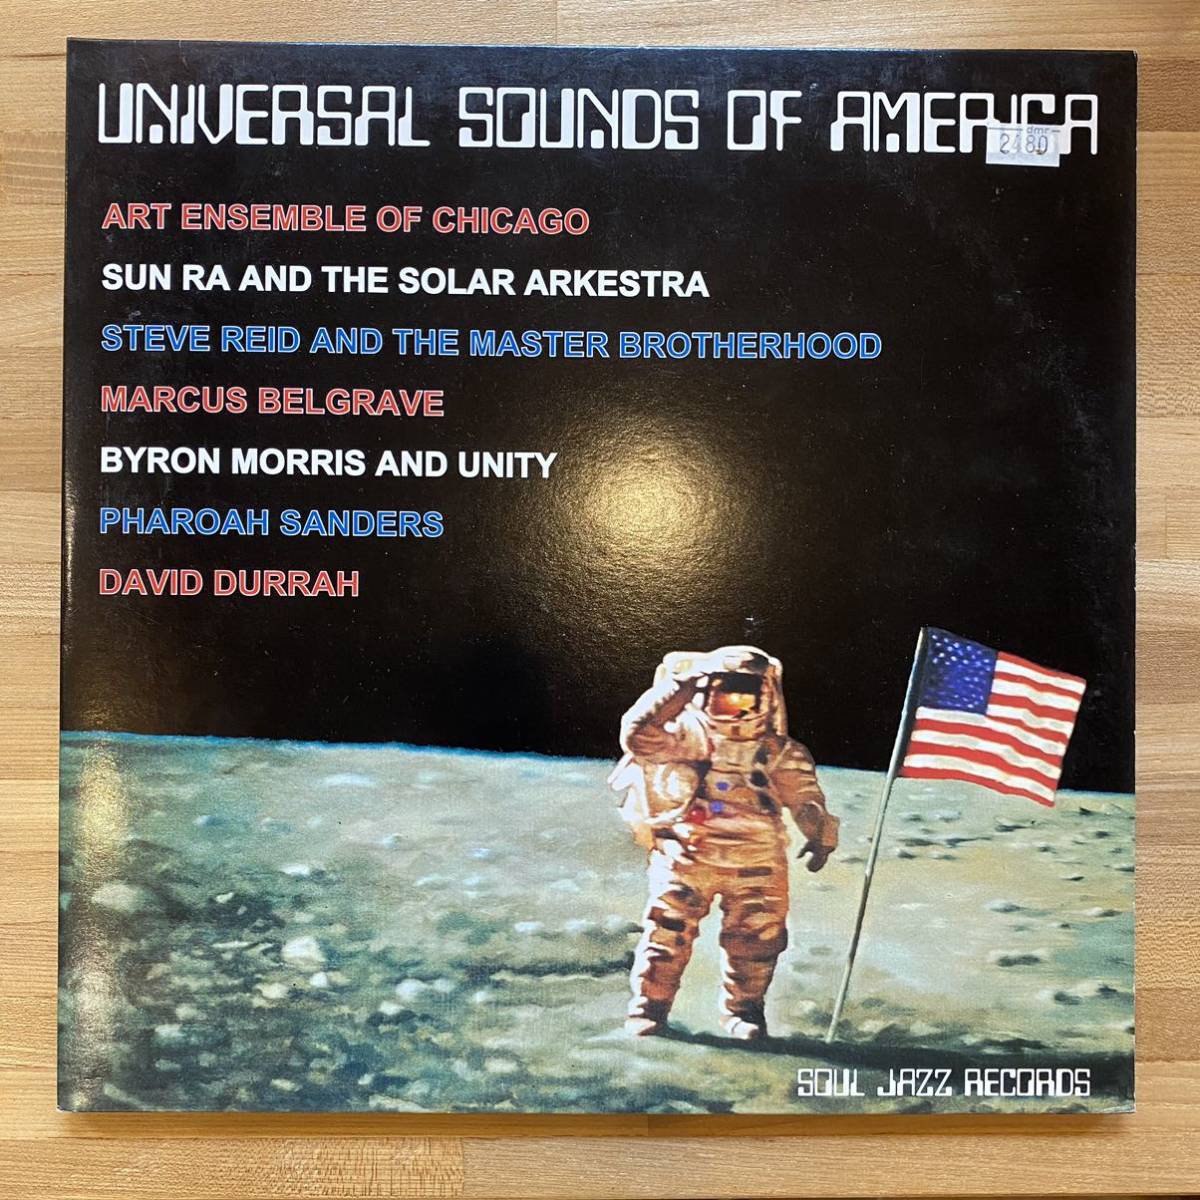 UNIVERSAL SOUNDS OF AMERICA
dmr
2480
ART ENSEMBLE OF CHICAGO
SUN RA AND THE SOLAR ARKESTRA
STEVE REID AND THE MASTER BROTHERHOOD
MARCUS BELGRAVE
BYRON MORRIS AND UNITY
PHAROAH SANDERS
DAVID DURRAH
SOUL JAZZ RECORDS